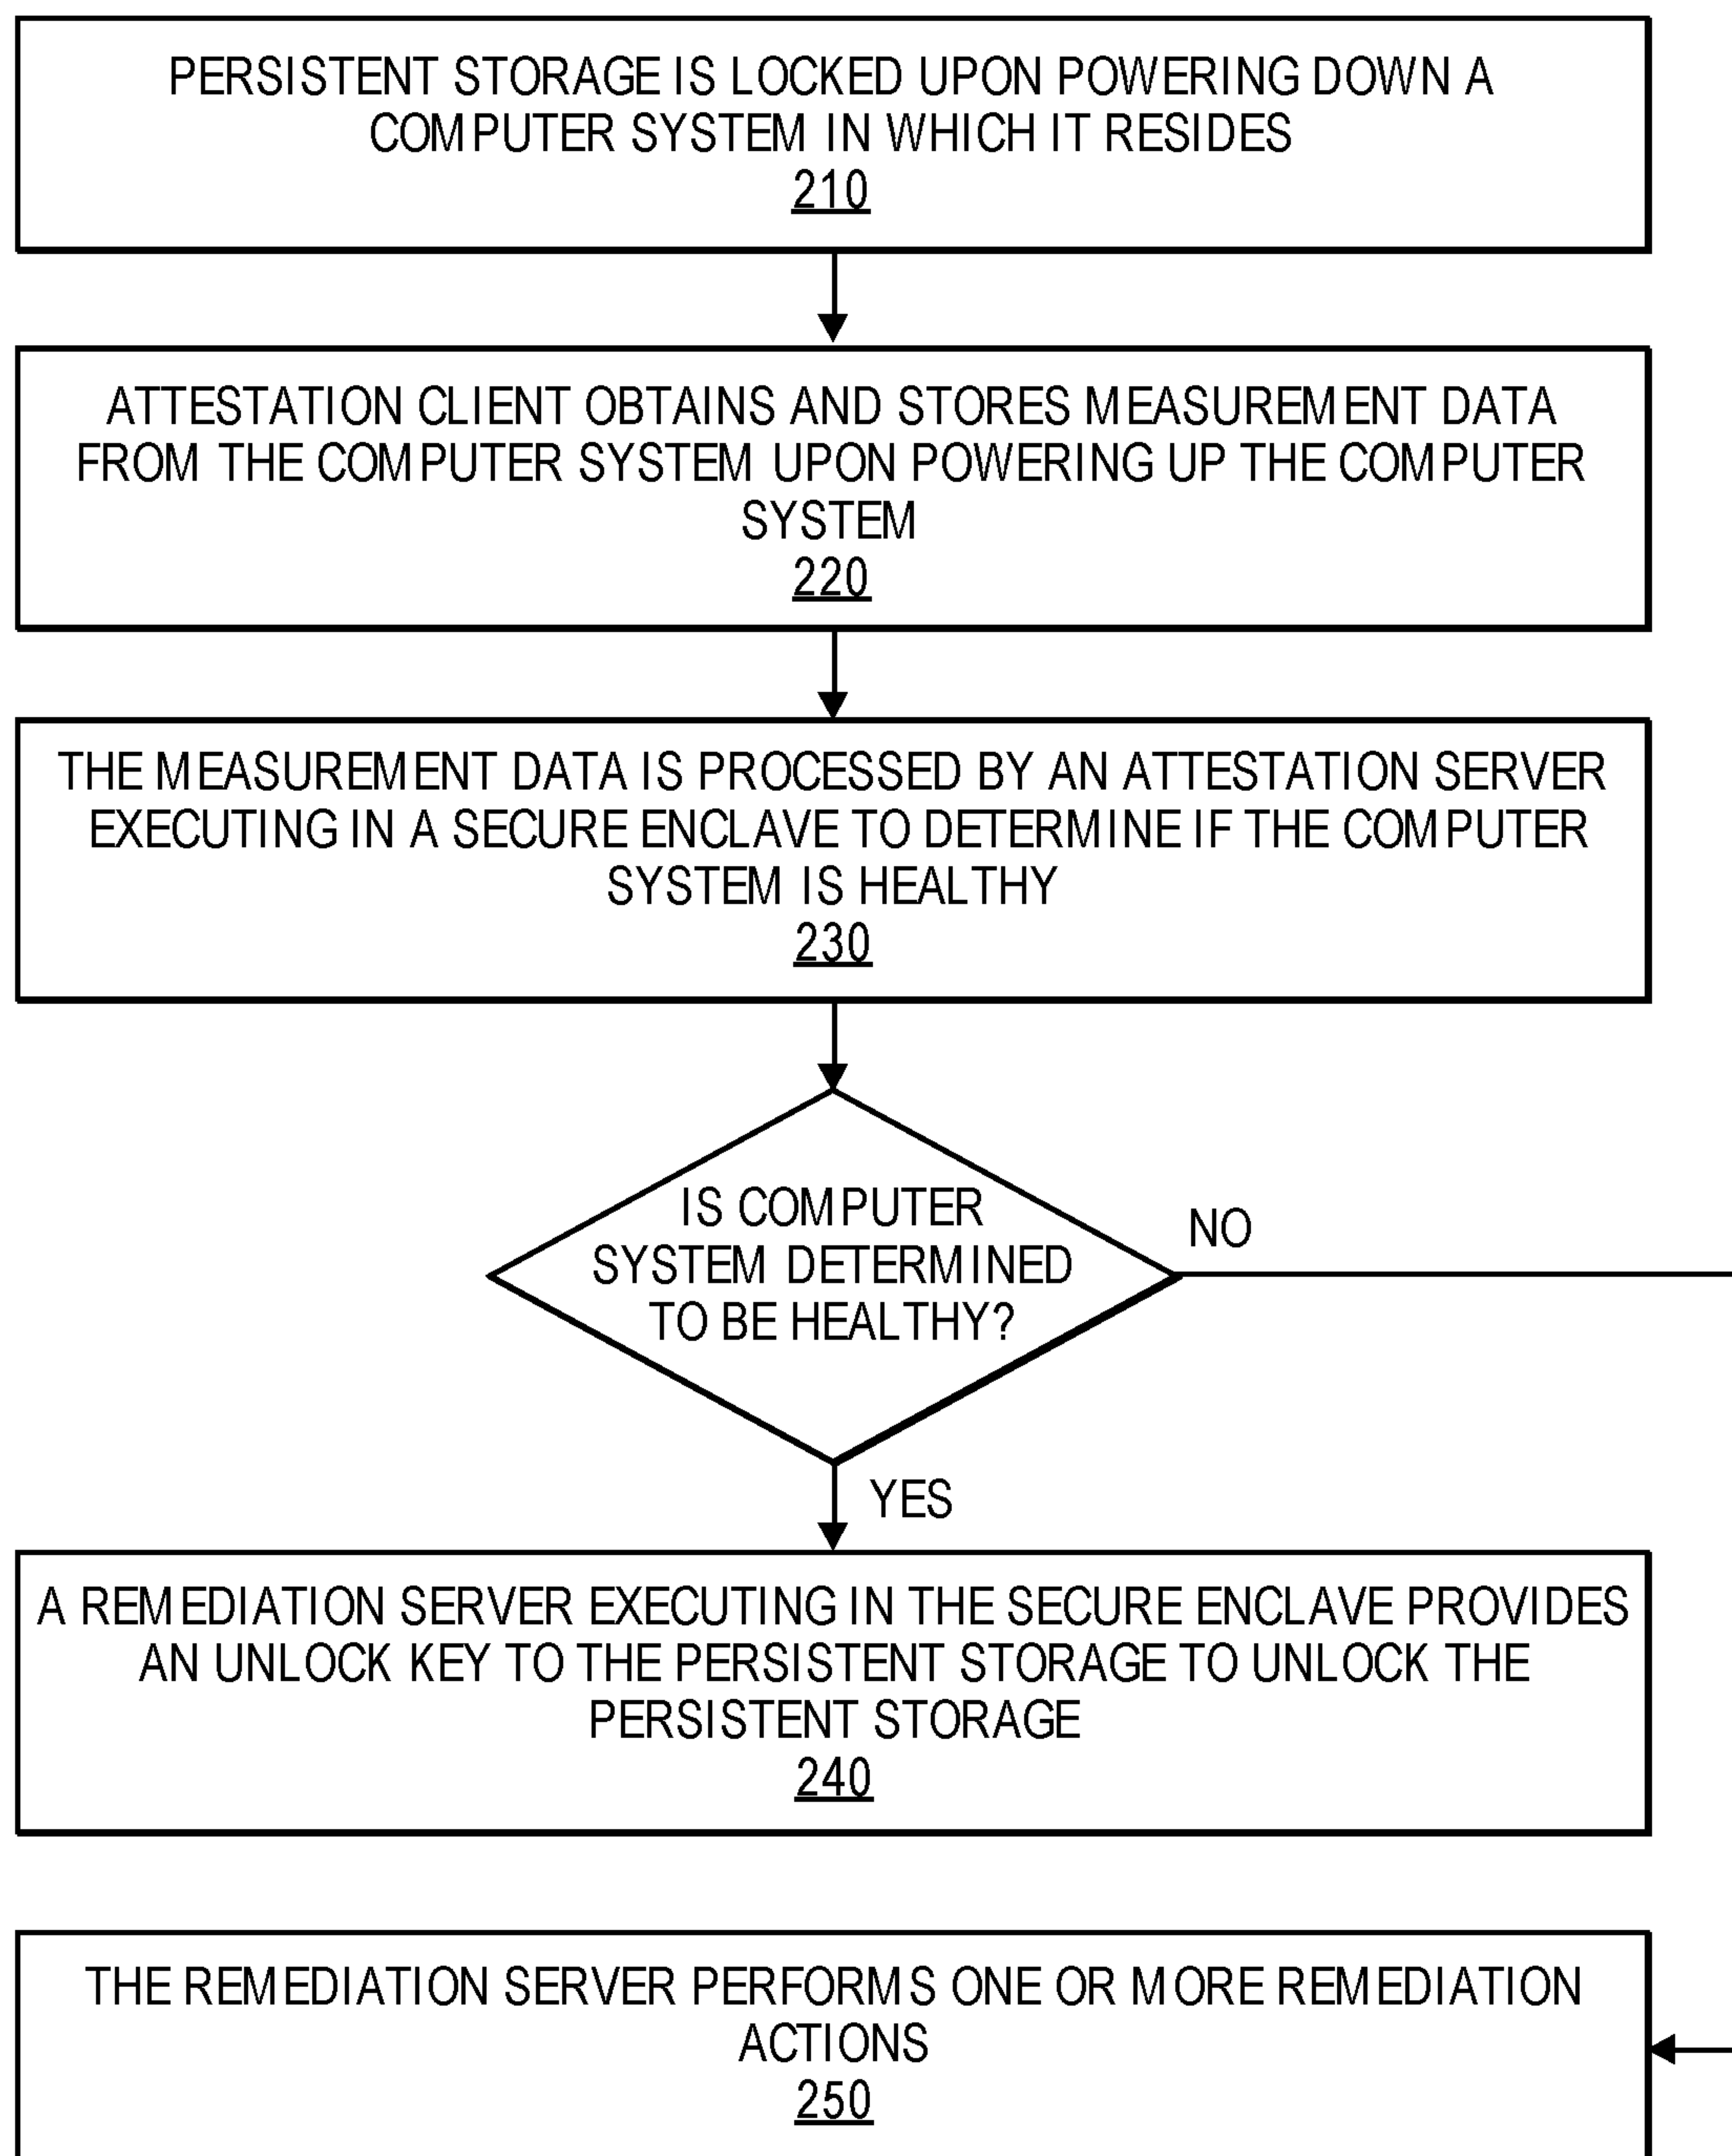 PERSISTENT STORAGE IS LOCKED UPON POWERING DOWN A
COMPUTER SYSTEM IN WHICH IT RESIDES
210
ATTESTATION CLIENT OBTAINS AND STORES MEASUREMENT DATA
FROM THE COMPUTER SYSTEM UPON POWERING UP THE COMPUTER
SYSTEM
220
THE MEASUREMENT DATA IS PROCESSED BY AN ATTESTATION SERVER
EXECUTING IN A SECURE ENCLAVE TO DETERMINE IF THE COMPUTER
SYSTEM IS HEALTHY
230
IS COMPUTER
SYSTEM DETERMINED
TO BE HEALTHY?
NO
YES
A REMEDIATION SERVER EXECUTING IN THE SECURE ENCLAVE PROVIDES
AN UNLOCK KEY TO THE PERSISTENT STORAGE TO UNLOCK THE
PERSISTENT STORAGE
240
THE REMEDIATION SERVER PERFORMS ONE OR MORE REMEDIATION
ACTIONS
250